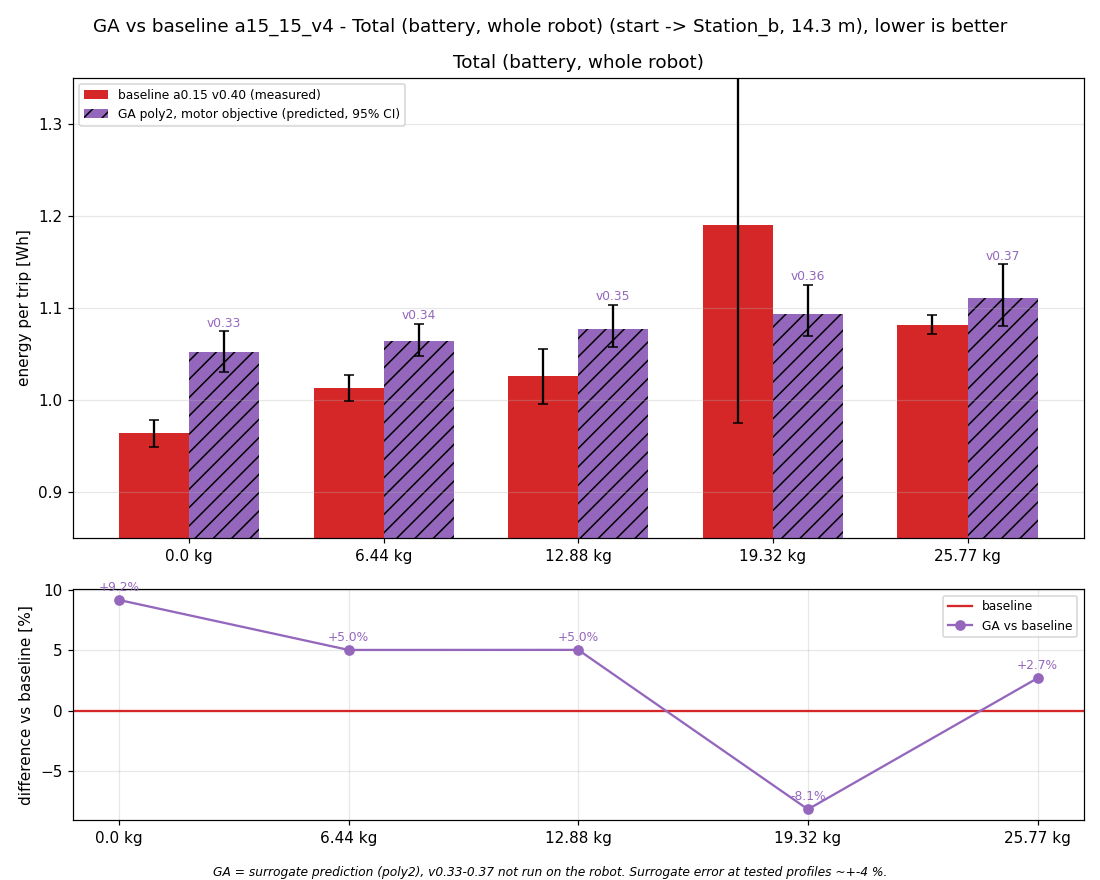 GA vs baseline a15_15_v4 - Total (battery, whole robot) (start -> Station_b, 14.3 m), lower is better
Total (battery, whole robot)
baseline a0.15 v0.40 (measured)
GA poly2, motor objective (predicted, 95% CI)
energy per trip [Wh]
1.3
1.2
1.1
1.0
0.9
v0.33
v0.34
v0.35
v0.36
v0.37
0.0 kg
6.44 kg
12.88 kg
19.32 kg
25.77 kg
difference vs baseline [%]
10
5
0
−5
baseline
GA vs baseline
+9.2%
+5.0%
+5.0%
-8.1%
+2.7%
0.0 kg
6.44 kg
12.88 kg
19.32 kg
25.77 kg
GA = surrogate prediction (poly2), v0.33-0.37 not run on the robot. Surrogate error at tested profiles ~+-4 %.